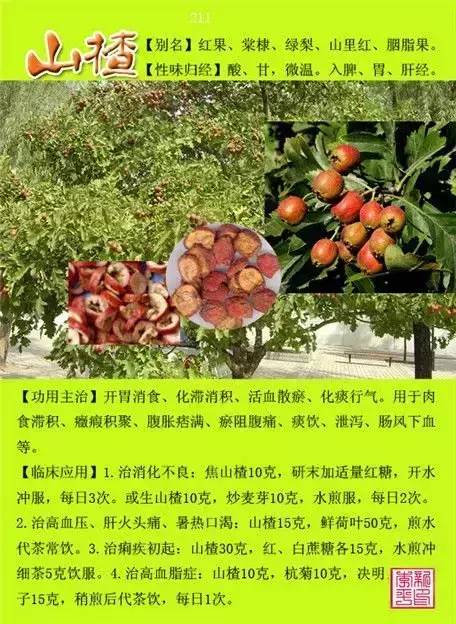 211
山楂
【别名】红果、棠棣、绿梨、山里红、胭脂果。
【性味归经】酸、甘，微温。入脾、胃、肝经。
【功用主治】开胃消食、化滞消积、活血散瘀、化痰行气。用于肉
食滞积、癥瘕积聚、腹胀痞满、瘀阻腹痛、痰饮、泄泻、肠风下血
等。
【临床应用】1.治消化不良：焦山楂10克，研末加适量红糖，开水
冲服，每日3次。或生山楂10克，炒麦芽10克，水煎服，每日2次。
2.治高血压、肝火头痛、暑热口渴：山楂15克，鲜荷叶50克，煎水
代茶常饮。3.治痢疾初起：山楂30克，红、白蔗糖各15克，水煎冲
细茶5克饮服。4.治高血脂症：山楂10克，杭菊10克，决明
子15克，稍煎后代茶饮，每日1次。